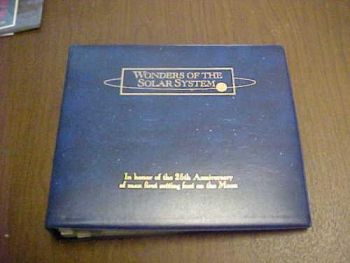 WONDERS OF THE
SOLAR SYSTEM
In honor of the 25th Anniversary
of man first setting foot on the Moon